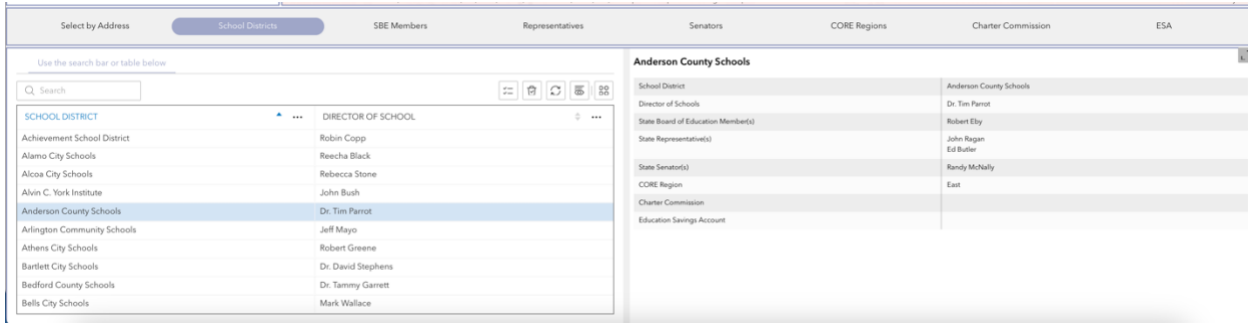 Select by Address School Districts SBE Members Representatives Senators CORE Regions Charter Commission ESA
Use the search bar or table below
Search
SCHOOL DISTRICT DIRECTOR OF SCHOOL
Achievement School District Robin Copp
Alamo City Schools Reecha Black
Alcoa City Schools Rebecca Stone
Alvin C. York Institute John Bush
Anderson County Schools Dr. Tim Parrot
Arlington Community Schools Jeff Mayo
Athens City Schools Robert Greene
Bartlett City Schools Dr. David Stephens
Bedford County Schools Dr. Tammy Garrett
Bells City Schools Mark Wallace
Anderson County Schools
School District Anderson County Schools
Director of Schools Dr. Tim Parrot
State Board of Education Member(s) Robert Eby
State Representative(s) John Ragan
Ed Butler
State Senator(s) Randy McNally
CORE Region East
Charter Commission
Education Savings Account